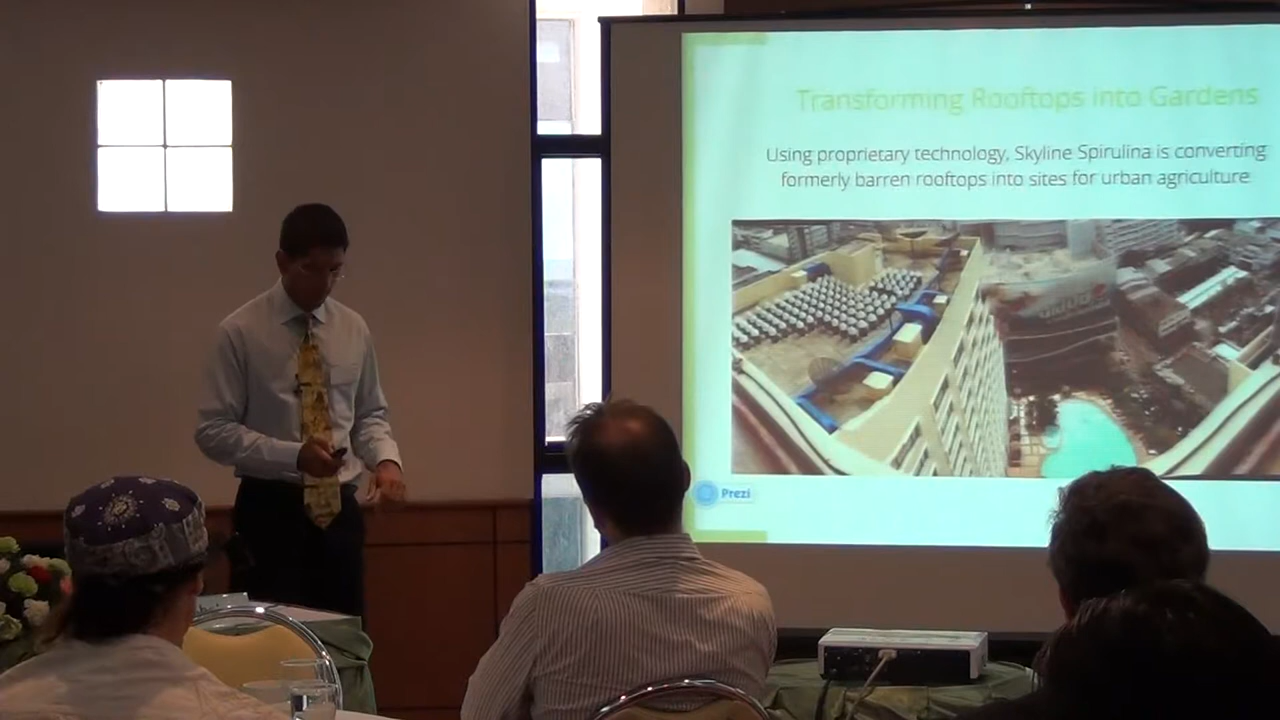 Transforming Rooftops into Gardens
Using proprietary technology, Skyline Spirulina is converting
formerly barren rooftops into sites for urban agriculture
Prezi